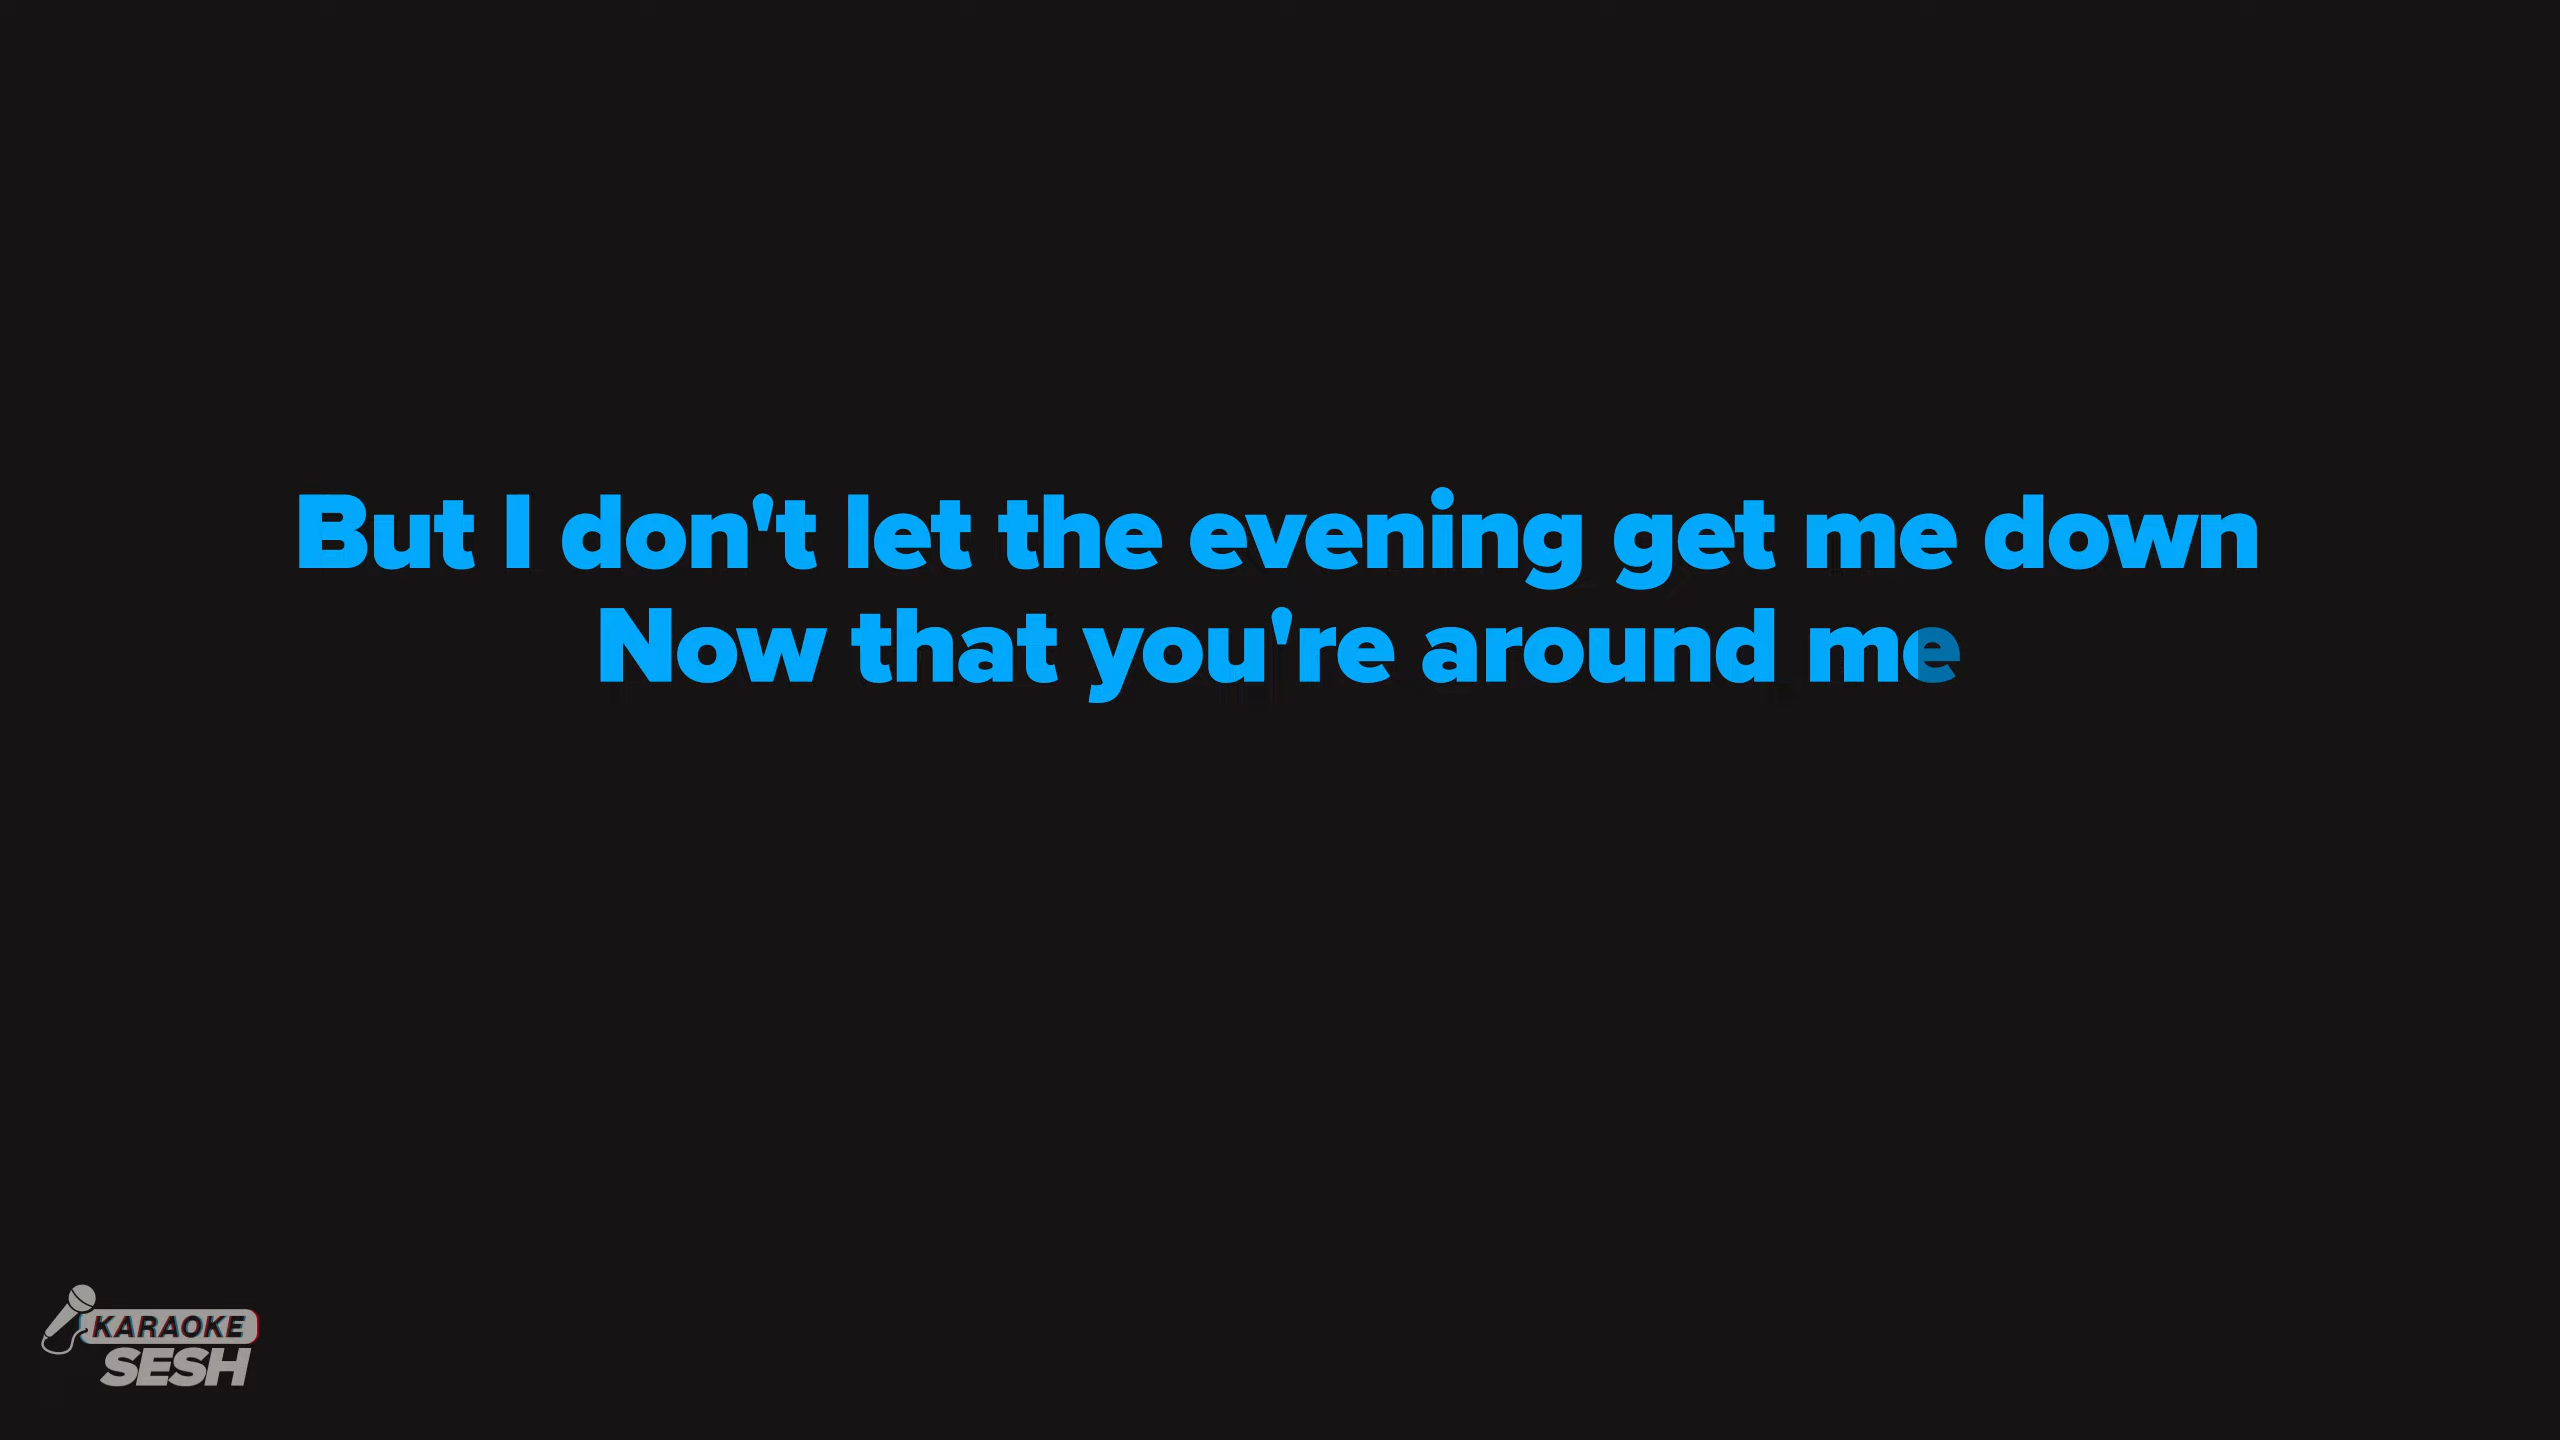 But I don't let the evening get me down
Now that you're around me
KARAOKE
SESH